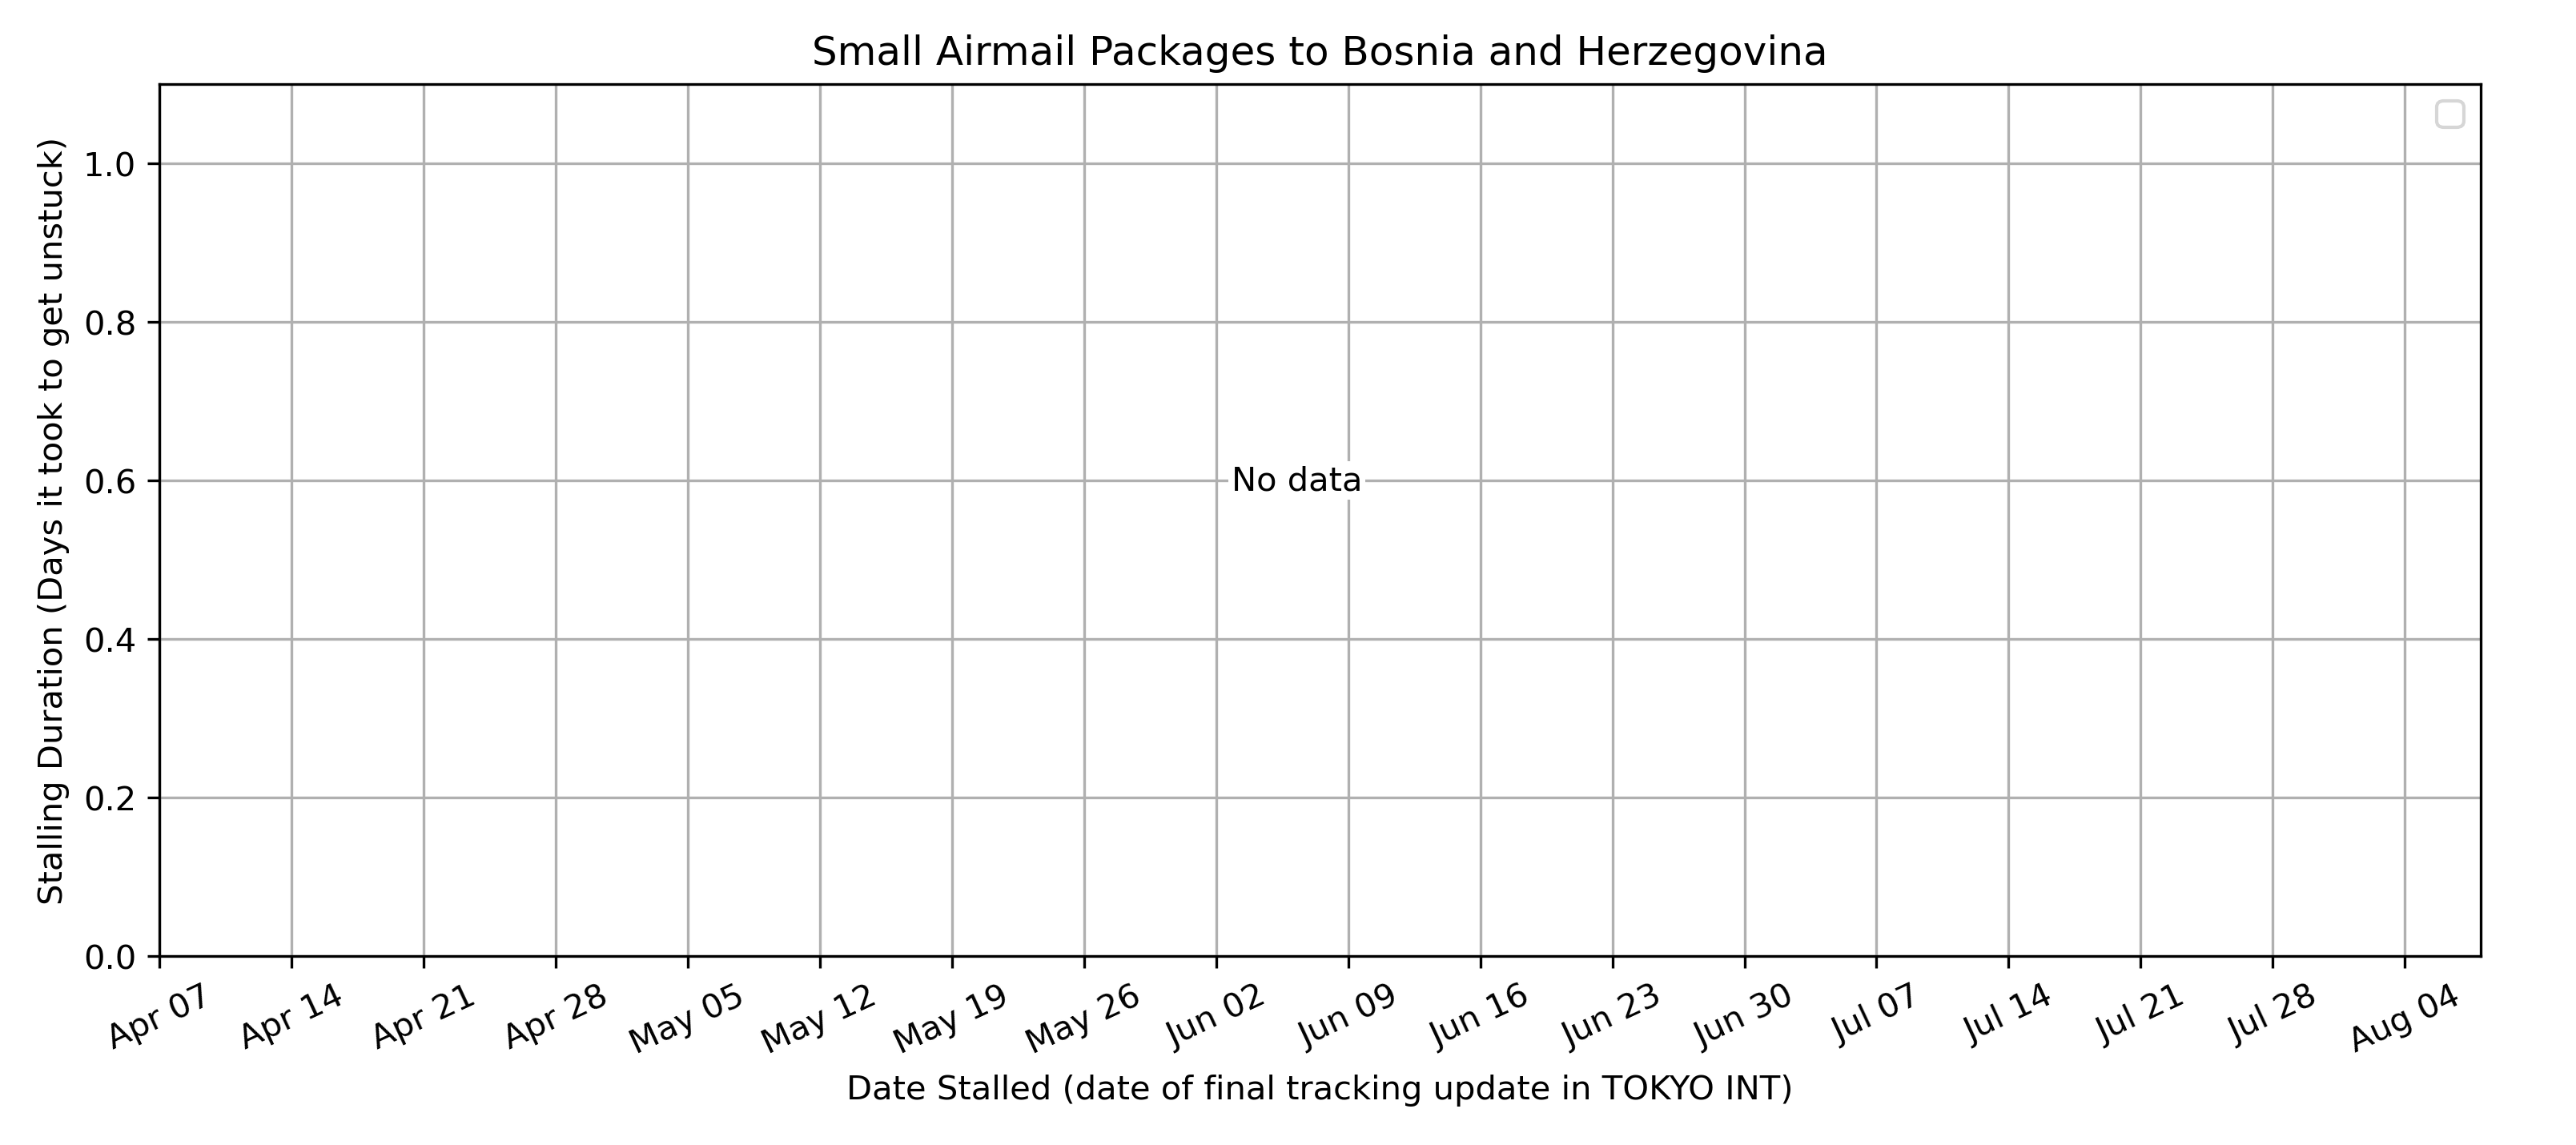 Small Airmail Packages to Bosnia and Herzegovina
Stalling Duration (Days it took to get unstuck)
1.0
0.8
0.6
0.4
0.2
0.0
No data
Apr 07
Apr 14
Apr 21
Apr 28
May 05
May 12
May 19
May 26
Jun 02
Jun 09
Jun 16
Jun 23
Jun 30
Jul 07
Jul 14
Jul 21
Jul 28
Aug 04
Date Stalled (date of final tracking update in TOKYO INT)